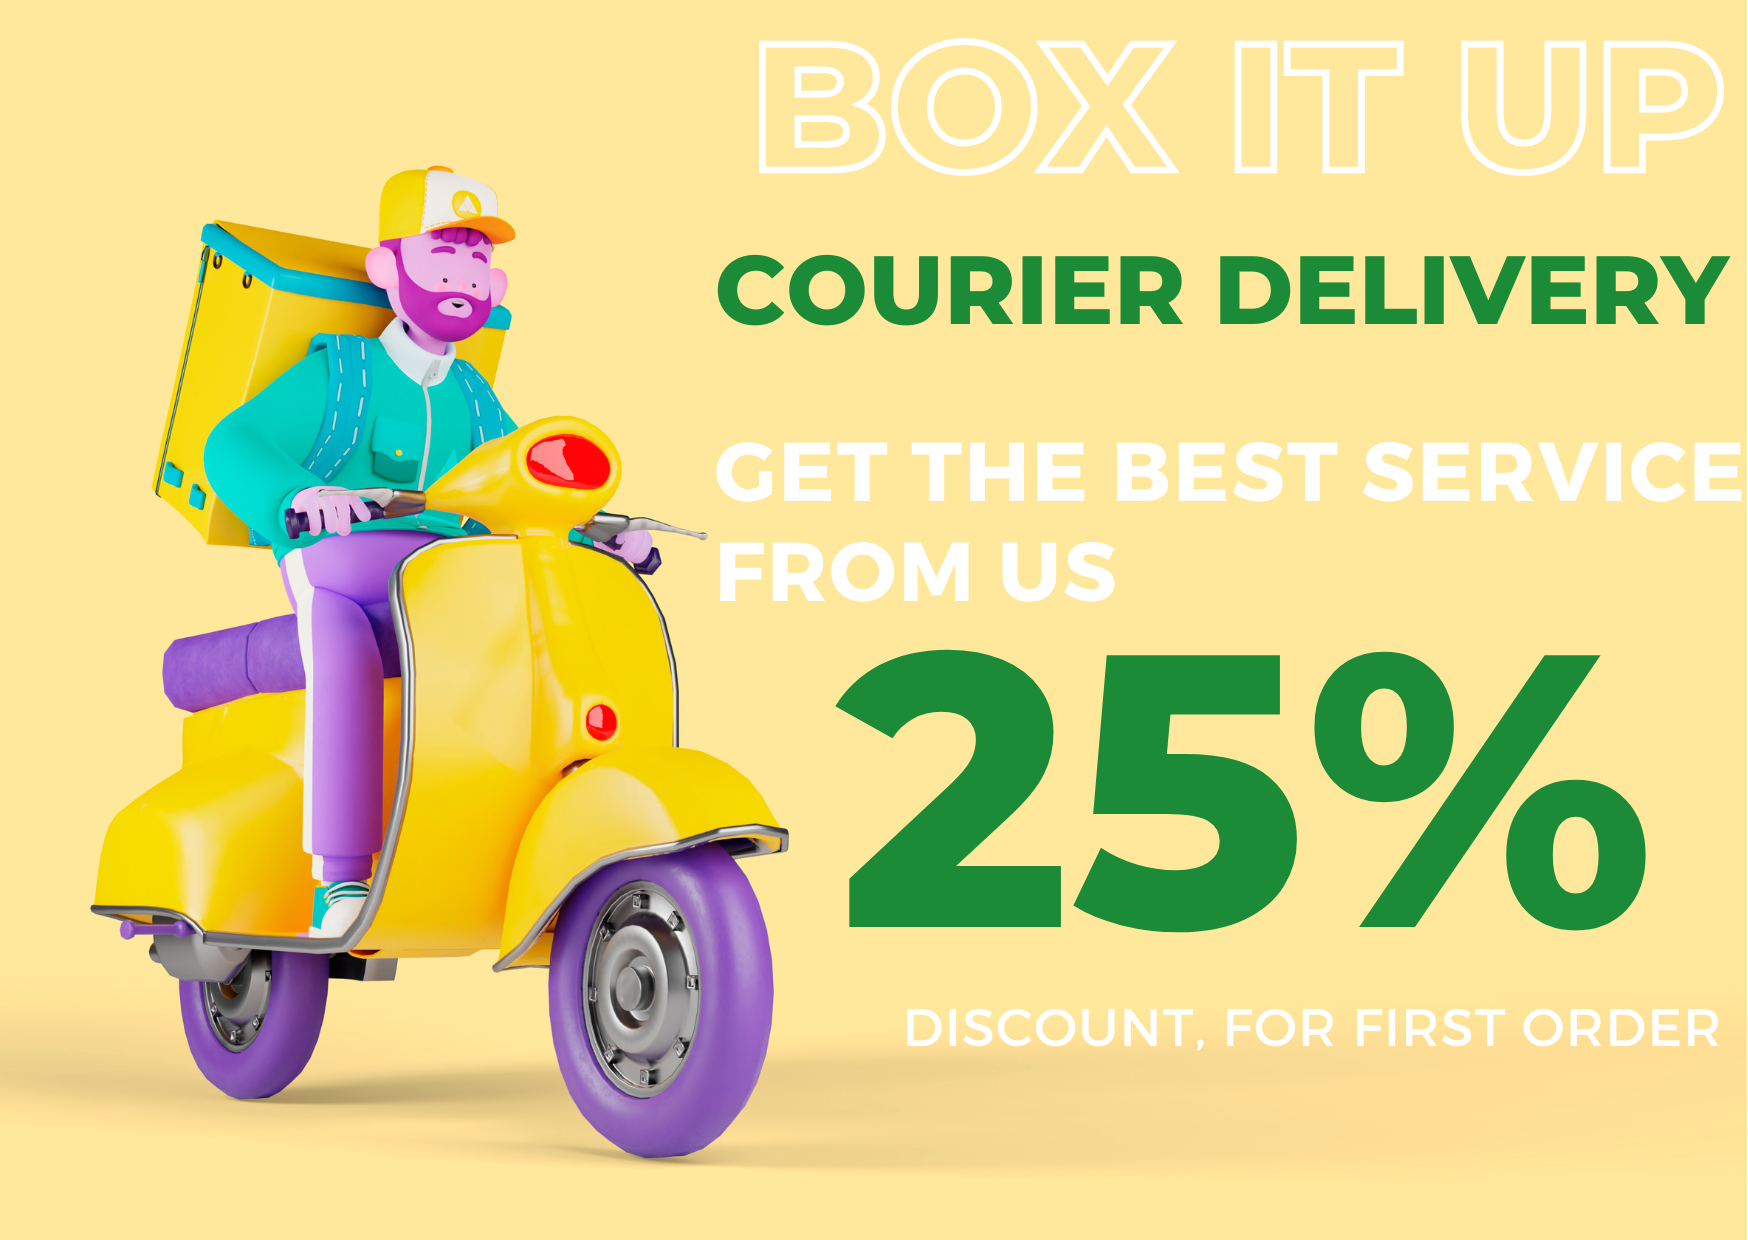 BOX IT UP
COURIER DELIVERY
GET THE BEST SERVICE
FROM US
25%
DISCOUNT, FOR FIRST ORDER